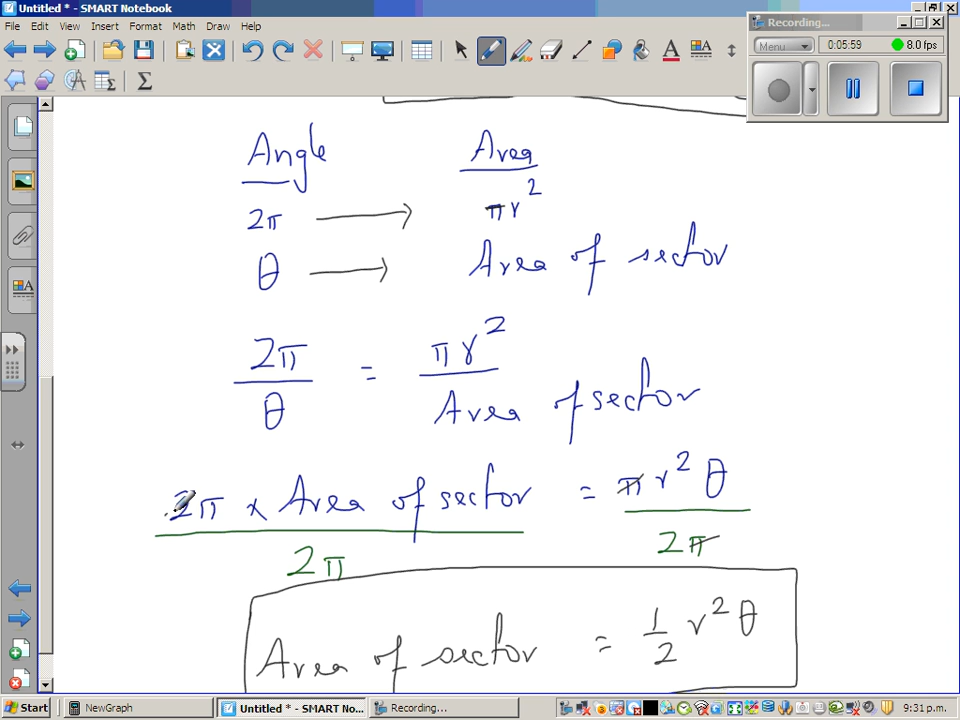 Untitled * - SMART Notebook
File Edit View Insert Format Tools Math Draw Help
Recording...
Menu 0:05:59 8.0 fps
Angle Area
2π → πr²
θ → Area of sector
2π/θ = πr²/Area of sector
2π × Area of sector/2π = πr²θ/2π
Area of sector = 1/2 r²θ
Start NewGraph Untitled * - SMART No... Recording... 9:31 p.m.